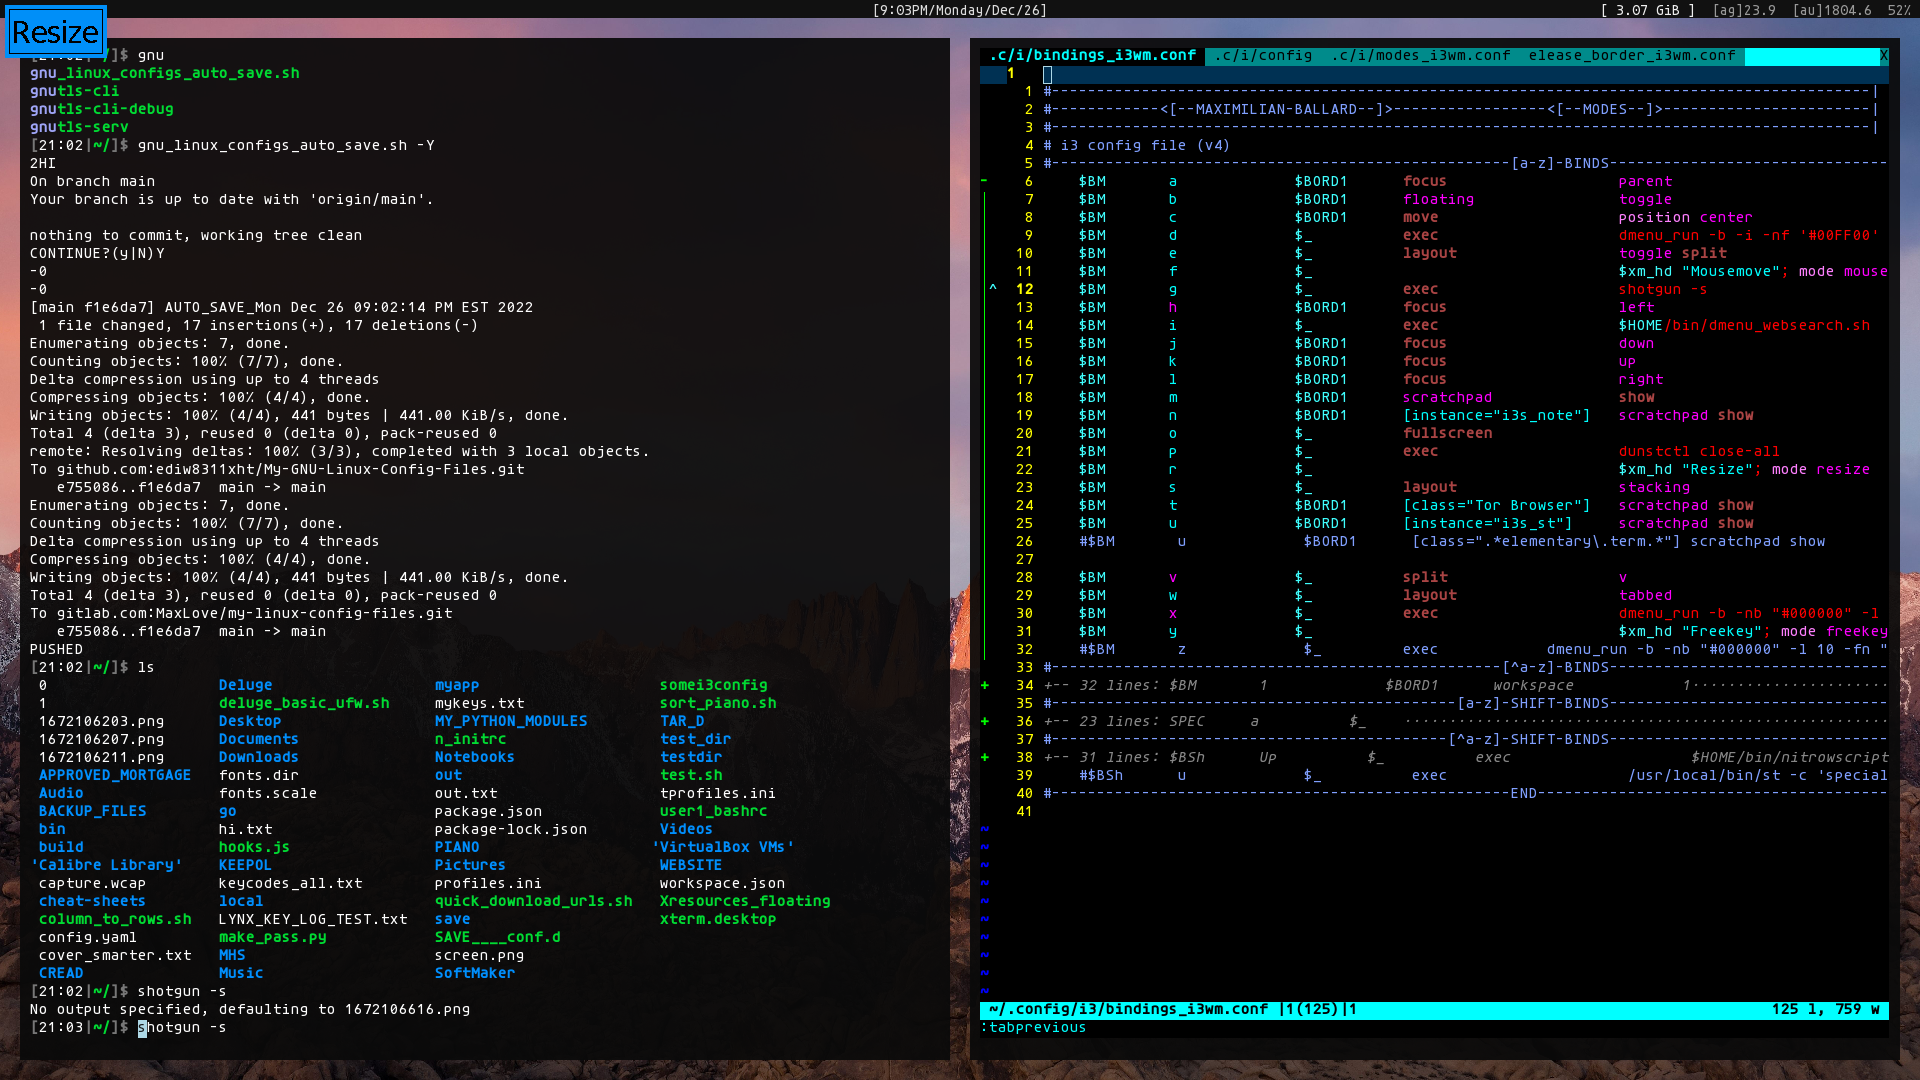 [9:03PM/Monday/Dec/26]
[ 3.07 GiB ] [ag]23.9 [au]1804.6 52%
Resize
[21:02|~/]$ gnu
gnu_linux_configs_auto_save.sh
gnutls-cli
gnutls-cli-debug
gnutls-serv
[21:02|~/]$ gnu_linux_configs_auto_save.sh -Y
2HI
On branch main
Your branch is up to date with 'origin/main'.
nothing to commit, working tree clean
CONTINUE?(y|N)Y
-0
-0
[main f1e6da7] AUTO_SAVE_Mon Dec 26 09:02:14 PM EST 2022
1 file changed, 17 insertions(+), 17 deletions(-)
Enumerating objects: 7, done.
Counting objects: 100% (7/7), done.
Delta compression using up to 4 threads
Compressing objects: 100% (4/4), done.
Writing objects: 100% (4/4), 441 bytes | 441.00 KiB/s, done.
Total 4 (delta 3), reused 0 (delta 0), pack-reused 0
remote: Resolving deltas: 100% (3/3), completed with 3 local objects.
To github.com:ediw8311xht/My-GNU-Linux-Config-Files.git
e755086..f1e6da7 main -> main
Enumerating objects: 7, done.
Counting objects: 100% (7/7), done.
Delta compression using up to 4 threads
Compressing objects: 100% (4/4), done.
Writing objects: 100% (4/4), 441 bytes | 441.00 KiB/s, done.
Total 4 (delta 3), reused 0 (delta 0), pack-reused 0
To gitlab.com:MaxLove/my-linux-config-files.git
e755086..f1e6da7 main -> main
PUSHED
[21:02|~/]$ ls
0 Deluge myapp somei3config
1 deluge_basic_ufw.sh mykeys.txt sort_piano.sh
1672106203.png Desktop MY_PYTHON_MODULES TAR_D
1672106207.png Documents n_initrc test_dir
1672106211.png Downloads Notebooks testdir
APPROVED_MORTGAGE fonts.dir out test.sh
Audio fonts.scale out.txt tprofiles.ini
BACKUP_FILES go package.json user1_bashrc
bin hi.txt package-lock.json Videos
build hooks.js PIANO 'VirtualBox VMs'
'Calibre Library' KEEPOL Pictures WEBSITE
capture.wcap keycodes_all.txt profiles.ini workspace.json
cheat-sheets local quick_download_urls.sh Xresources_floating
column_to_rows.sh LYNX_KEY_LOG_TEST.txt save xterm.desktop
config.yaml make_pass.py SAVE____conf.d
cover_smarter.txt MHS screen.png
CREAD Music SoftMaker
[21:02|~/]$ shotgun -s
No output specified, defaulting to 1672106616.png
[21:03|~/]$ shotgun -s
.c/i/bindings_i3wm.conf .c/i/config .c/i/modes_i3wm.conf elease_border_i3wm.conf X
1
1 #-------------------------------------------------------------------------------------------|
2 #------------<[--MAXIMILIAN-BALLARD--]>-----------------<[--MODES--]>-----------------------|
3 #-------------------------------------------------------------------------------------------|
4 # i3 config file (v4)
5 #---------------------------------------------------[a-z]-BINDS-------------------------------
- 6 $BM a $BORD1 focus parent
7 $BM b $BORD1 floating toggle
8 $BM c $BORD1 move position center
9 $BM d $_ exec dmenu_run -b -i -nf '#00FF00'
10 $BM e $_ layout toggle split
11 $BM f $_ $xm_hd "Mousemove"; mode mouse
^ 12 $BM g $_ exec shotgun -s
13 $BM h $BORD1 focus left
14 $BM i $_ exec $HOME/bin/dmenu_websearch.sh
15 $BM j $BORD1 focus down
16 $BM k $BORD1 focus up
17 $BM l $BORD1 focus right
18 $BM m $BORD1 scratchpad show
19 $BM n $BORD1 [instance="i3s_note"] scratchpad show
20 $BM o $_ fullscreen
21 $BM p $_ exec dunstctl close-all
22 $BM r $_ $xm_hd "Resize"; mode resize
23 $BM s $_ layout stacking
24 $BM t $BORD1 [class="Tor Browser"] scratchpad show
25 $BM u $BORD1 [instance="i3s_st"] scratchpad show
26 #$BM u $BORD1 [class=".*elementary\.term.*"] scratchpad show
27
28 $BM v $_ split v
29 $BM w $_ layout tabbed
30 $BM x $_ exec dmenu_run -b -nb "#000000" -l
31 $BM y $_ $xm_hd "Freekey"; mode freekey
32 #$BM z $_ exec dmenu_run -b -nb "#000000" -l 10 -fn "
33 #--------------------------------------------------[^a-z]-BINDS-------------------------------
+ 34 +-- 32 lines: $BM 1 $BORD1 workspace 1······················
35 #---------------------------------------------[a-z]-SHIFT-BINDS-------------------------------
+ 36 +-- 23 lines: SPEC a $_ ······················································
37 #--------------------------------------------[^a-z]-SHIFT-BINDS-------------------------------
+ 38 +-- 31 lines: $BSh Up $_ exec $HOME/bin/nitrowscript
39 #$BSh u $_ exec /usr/local/bin/st -c 'special
40 #---------------------------------------------------END---------------------------------------
41
~
~
~
~
~
~
~
~
~
~
~/.config/i3/bindings_i3wm.conf |1(125)|1 125 l, 759 w
:tabprevious